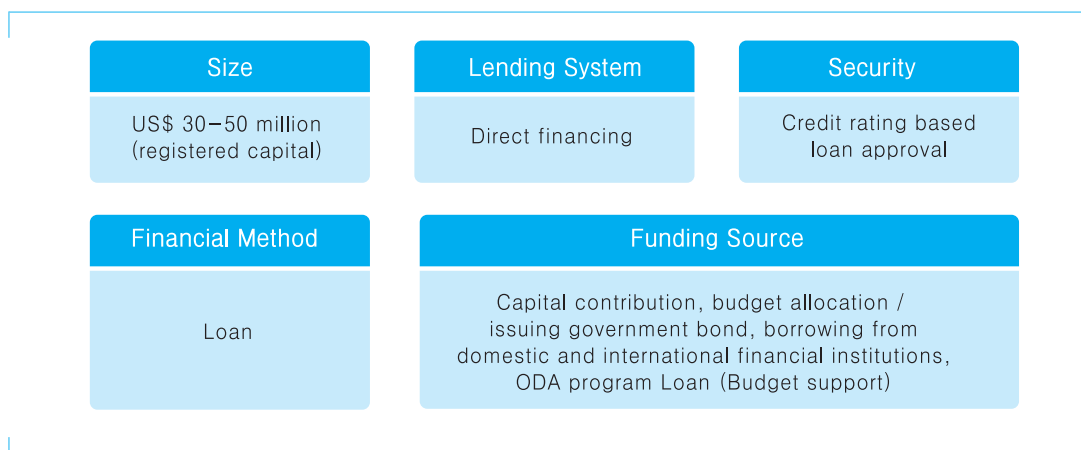 Size
US$ 30-50 million
(registered capital)
Lending System
Direct financing
Security
Credit rating based
loan approval
Financial Method
Loan
Funding Source
Capital contribution, budget allocation /
issuing government bond, borrowing from
domestic and international financial institutions,
ODA program Loan (Budget support)